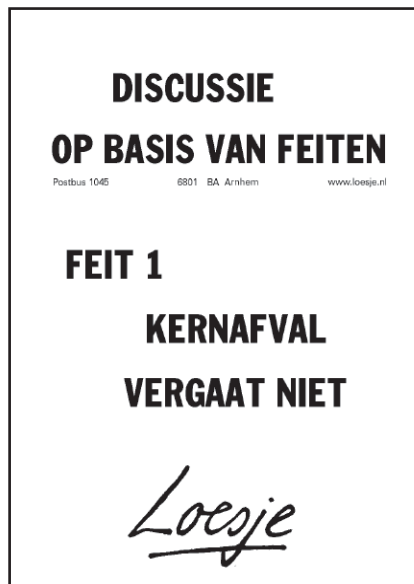 DISCUSSIE
OP BASIS VAN FEITEN
Postbus 1045 6801 BA Arnhem www.loesje.nl
FEIT 1
KERNAFVAL
VERGAAT NIET
Loesje